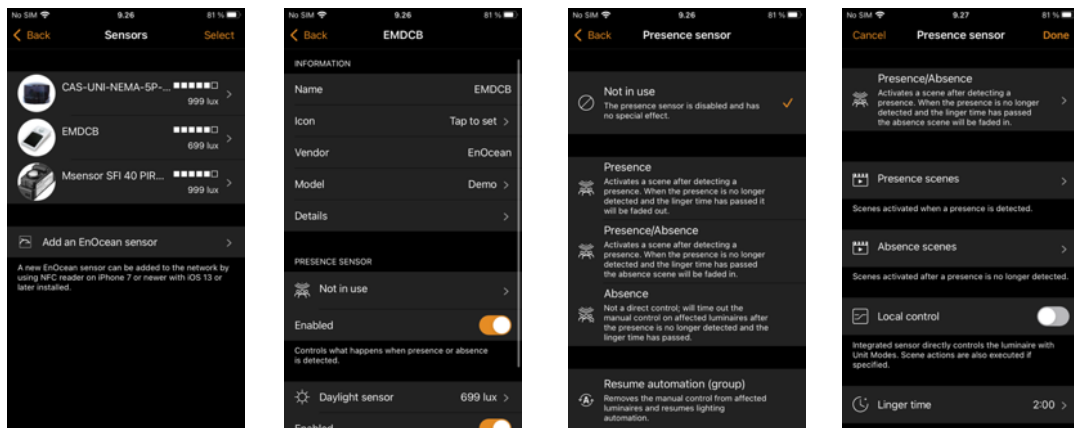 No SIM 9.26 81 %
Back Sensors Select
CAS-UNI-NEMA-5P-...
999 lux
EMDCB
699 lux
Msensor SFI 40 PIR...
999 lux
Add an EnOcean sensor
A new EnOcean sensor can be added to the network by
using NFC reader on iPhone 7 or newer with iOS 13 or
later installed.
No SIM 9.26 81 %
Back EMDCB
INFORMATION
Name EMDCB
Icon Tap to set
Vendor EnOcean
Model Demo
Details
PRESENCE SENSOR
Not in use
Enabled
Controls what happens when presence or absence
is detected.
Daylight sensor 699 lux
Enabled
No SIM 9.26 81 %
Back Presence sensor
Not in use
The presence sensor is disabled and has
no special effect.
Presence
Activates a scene after detecting a
presence. When the presence is no longer
detected and the linger time has passed it
will be faded out.
Presence/Absence
Activates a scene after detecting a
presence. When the presence is no longer
detected and the linger time has passed
the absence scene will be faded in.
Absence
Not a direct control; will time out the
manual control on affected luminaires after
the presence is no longer detected and the
linger time has passed.
Resume automation (group)
Removes the manual control from affected
luminaires and resumes lighting
automation.
No SIM 9.27 81 %
Cancel Presence sensor Done
Presence/Absence
Activates a scene after detecting a
presence. When the presence is no longer
detected and the linger time has passed
the absence scene will be faded in.
Presence scenes
Scenes activated when a presence is detected.
Absence scenes
Scenes activated after a presence is no longer detected.
Local control
Integrated sensor directly controls the luminaire with
Unit Modes. Scene actions are also executed if
specified.
Linger time 2:00